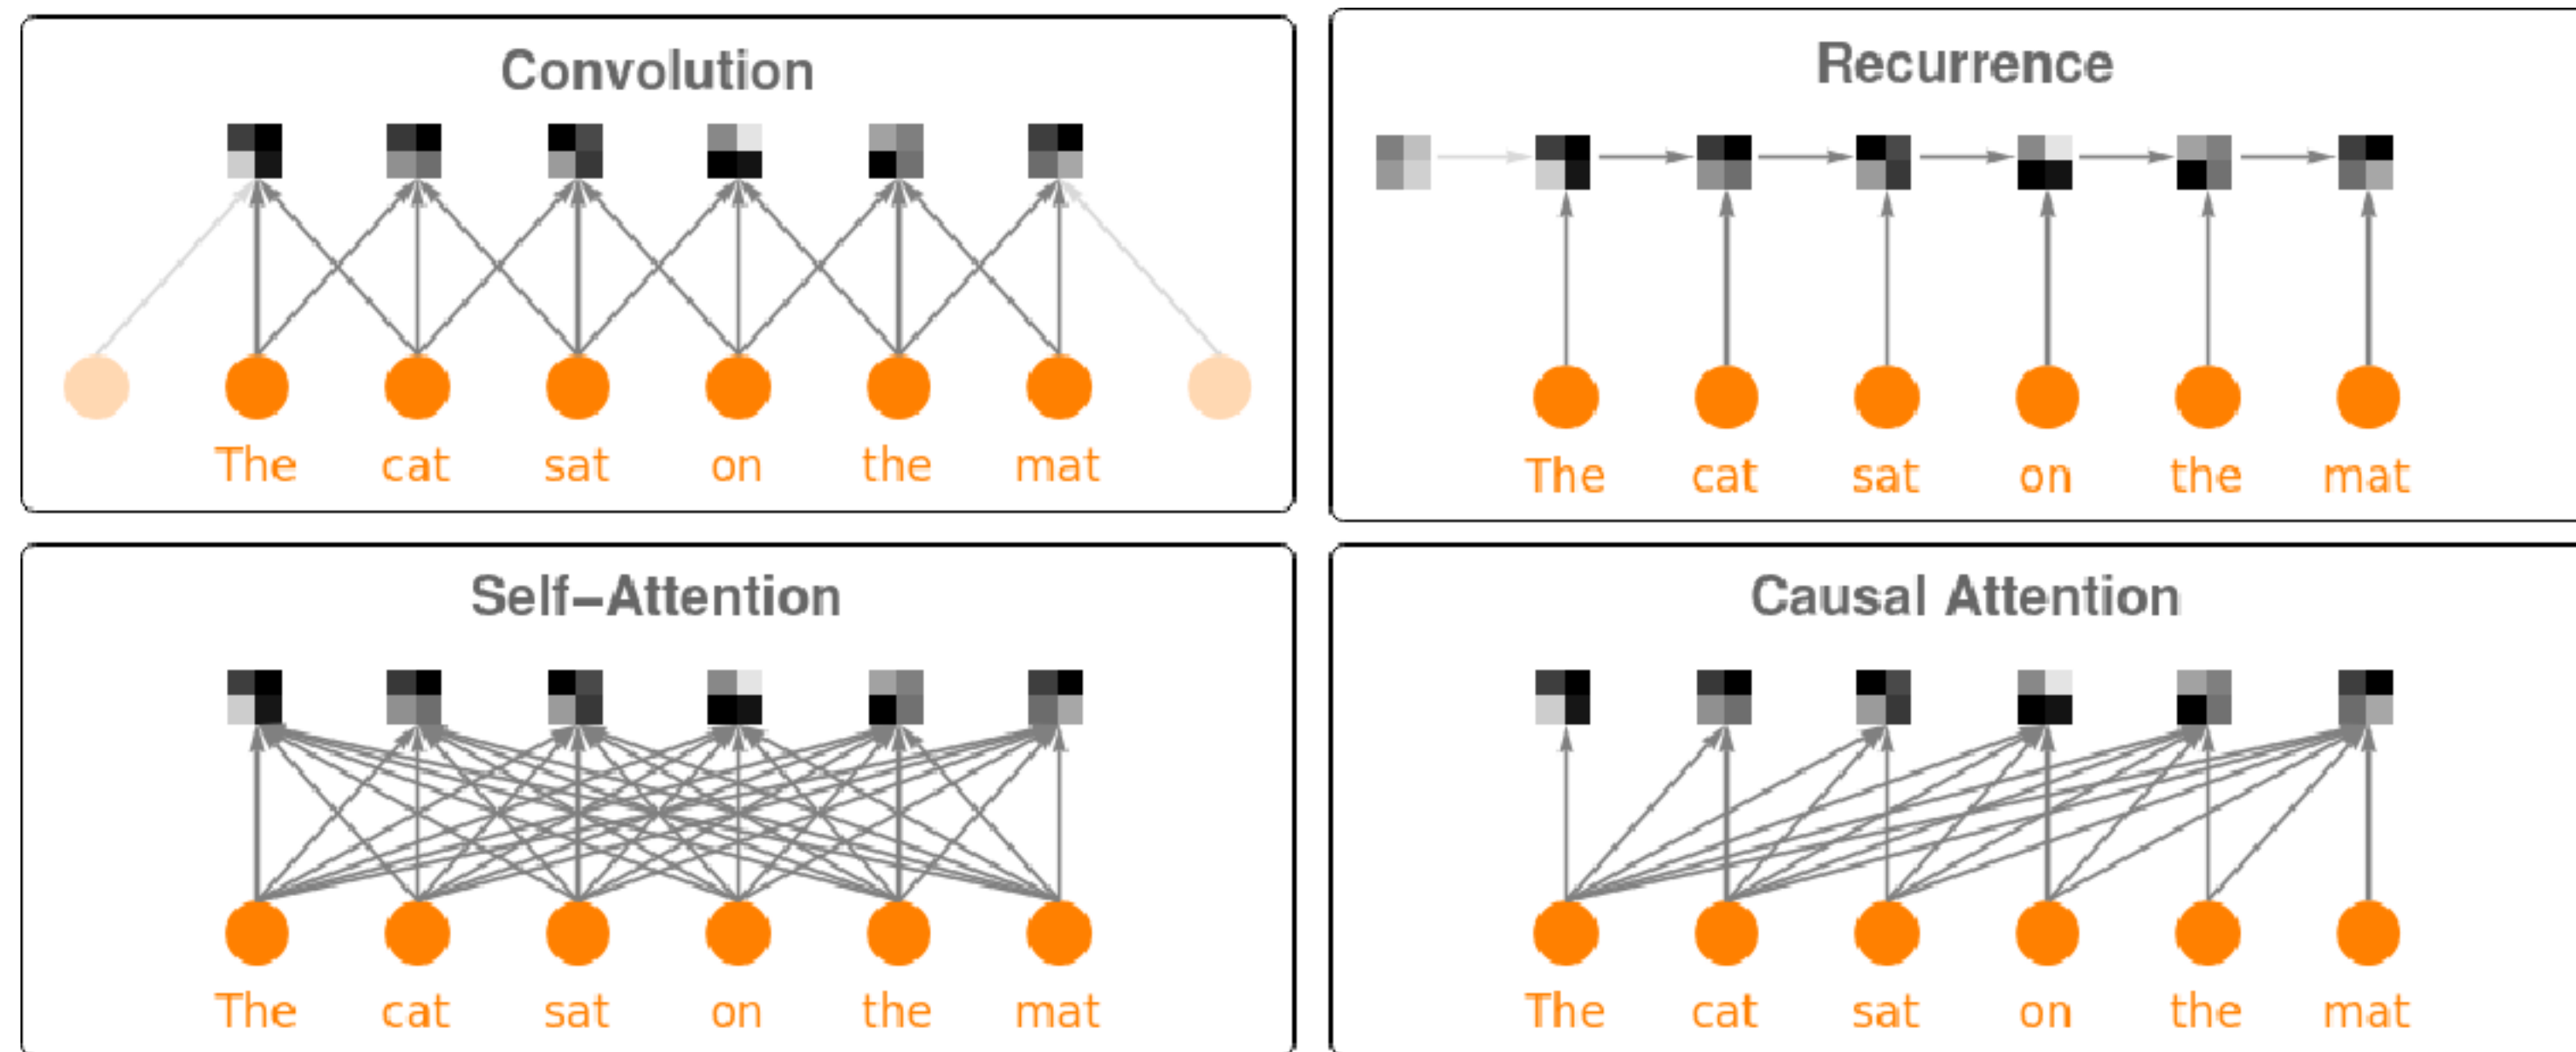 Convolution
The cat sat on the mat
Recurrence
The cat sat on the mat
Self-Attention
The cat sat on the mat
Causal Attention
The cat sat on the mat